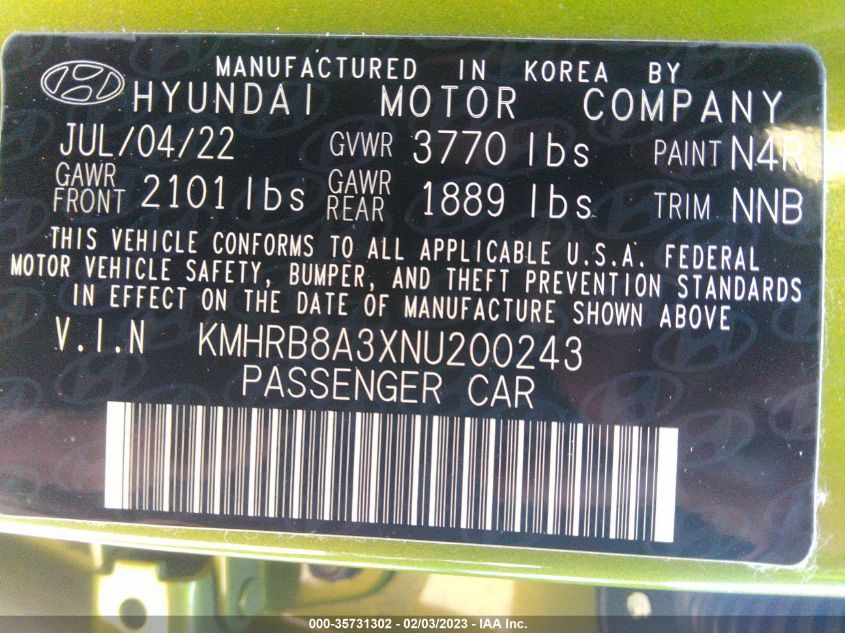 MANUFACTURED IN KOREA BY
HYUNDAI MOTOR COMPANY
JUL/04/22 GVWR 3770 lbs PAINT N4R
GAWR FRONT 2101 lbs GAWR REAR 1889 lbs TRIM NNB
THIS VEHICLE CONFORMS TO ALL APPLICABLE U.S.A. FEDERAL
MOTOR VEHICLE SAFETY, BUMPER, AND THEFT PREVENTION STANDARDS
IN EFFECT ON THE DATE OF MANUFACTURE SHOWN ABOVE
V.I.N KMHRB8A3XNU200243
PASSENGER CAR
000-35731302 - 02/03/2023 - IAA Inc.